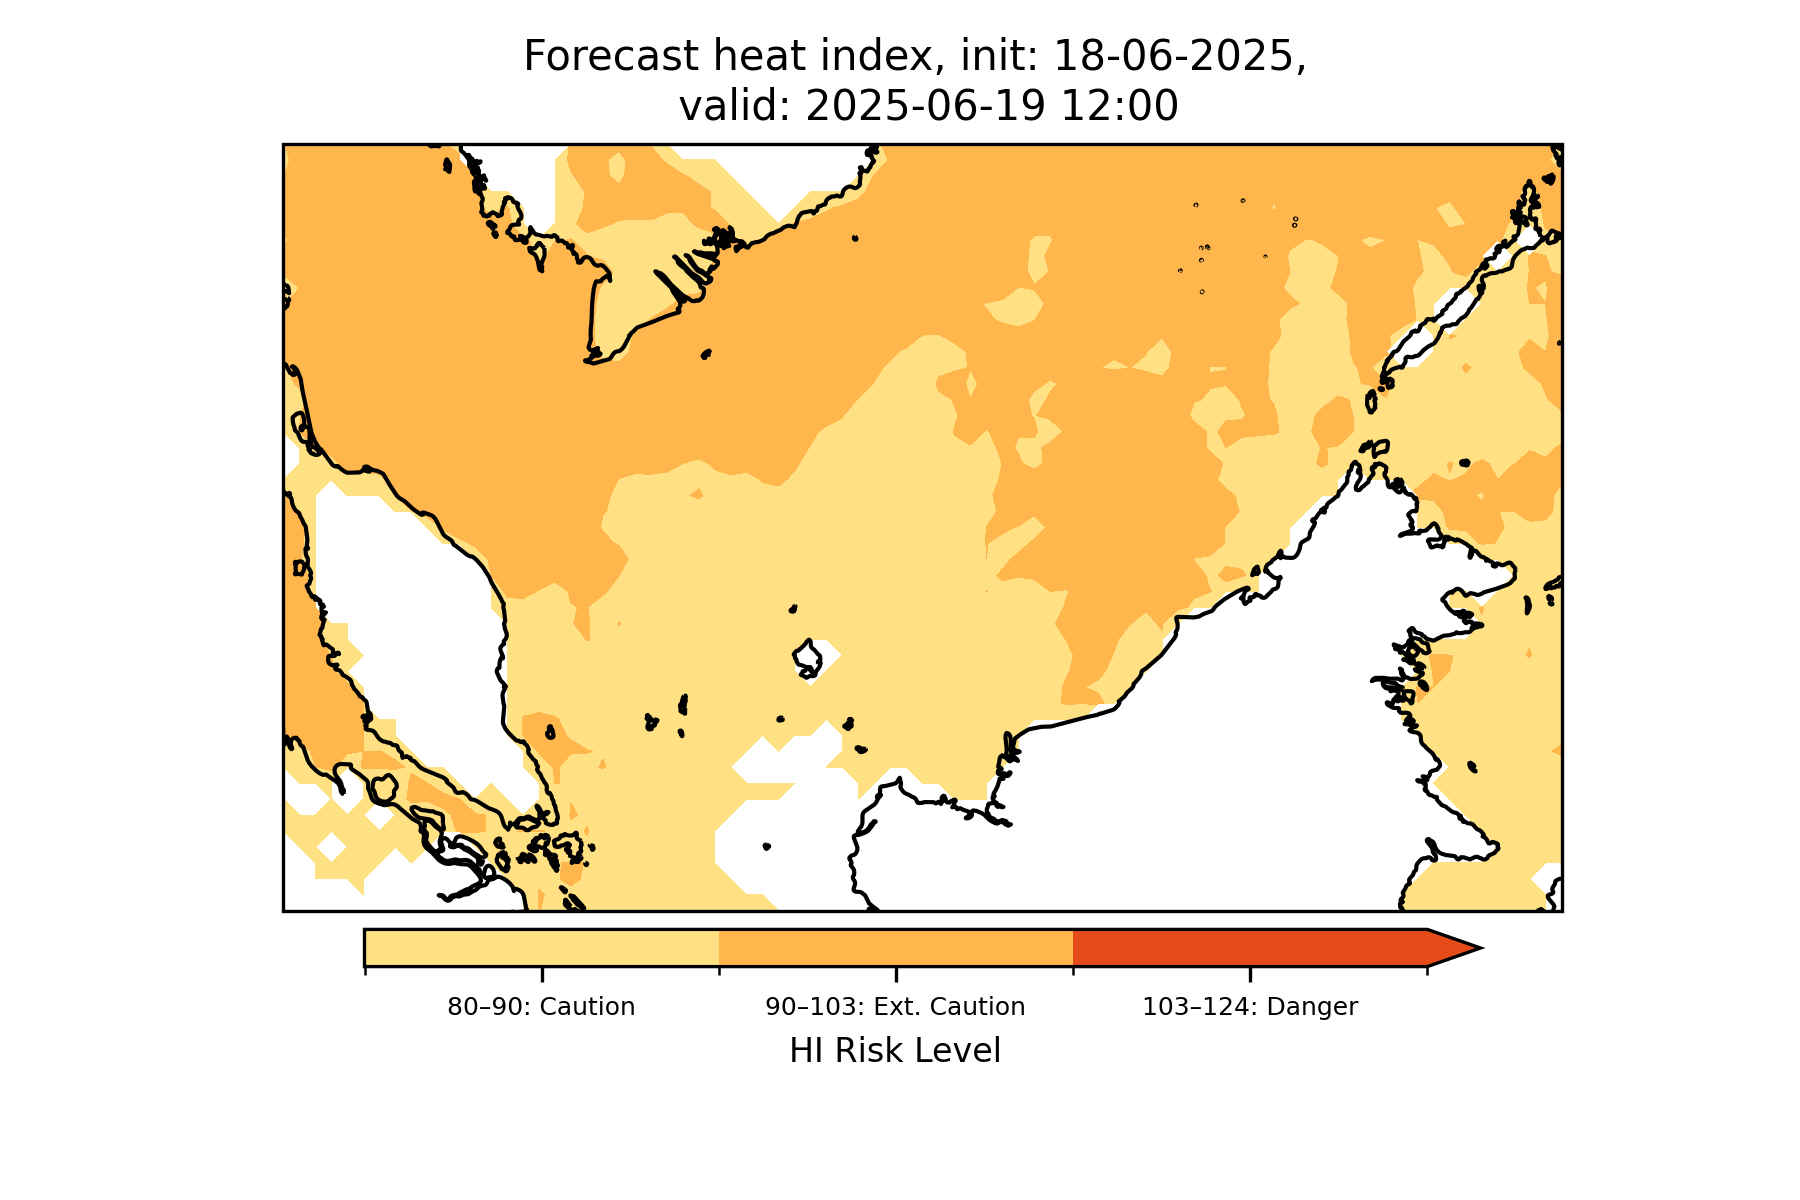 Forecast heat index, init: 18-06-2025,
valid: 2025-06-19 12:00
80–90: Caution
90–103: Ext. Caution
103–124: Danger
HI Risk Level